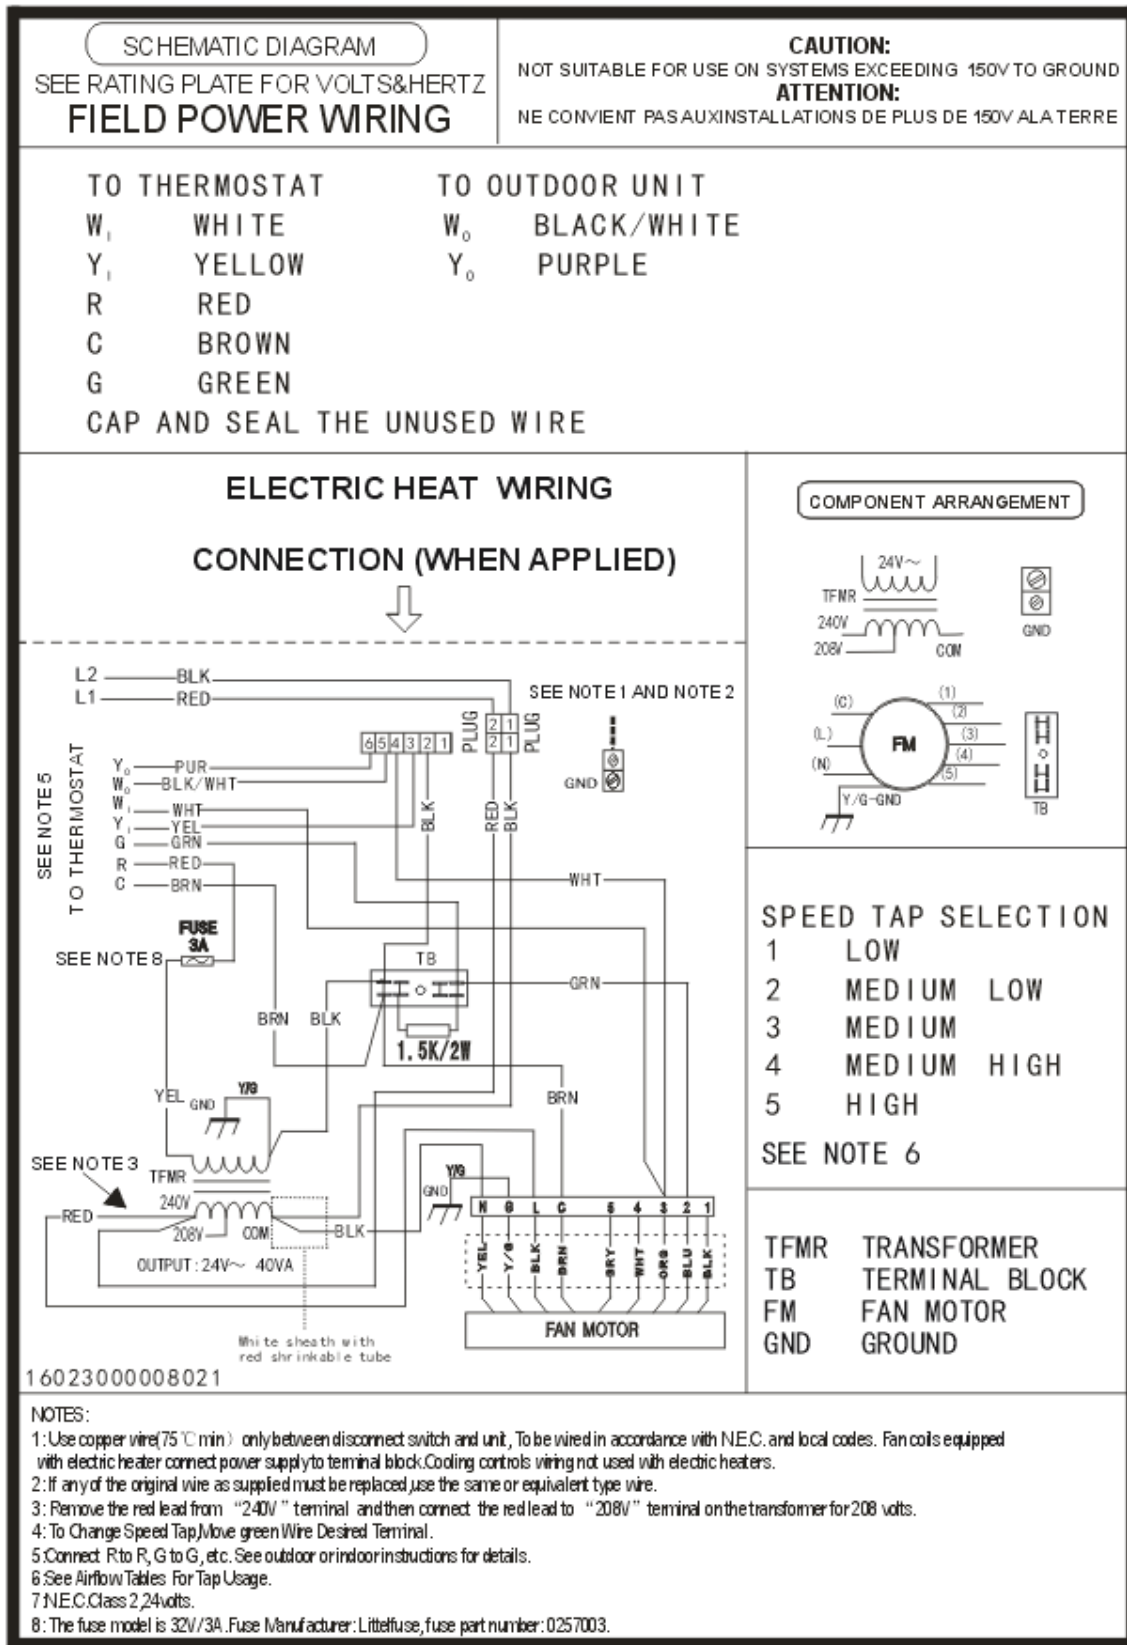 SCHEMATIC DIAGRAM
SEE RATING PLATE FOR VOLTS&HERTZ
FIELD POWER WIRING
CAUTION:
NOT SUITABLE FOR USE ON SYSTEMS EXCEEDING 150V TO GROUND
ATTENTION:
NE CONVIENT PAS AUXINSTALLATIONS DE PLUS DE 150V ALATERRE
TO THERMOSTAT TO OUTDOOR UNIT
W1 WHITE W0 BLACK/WHITE
Y1 YELLOW Y0 PURPLE
R RED
C BROWN
G GREEN
CAP AND SEAL THE UNUSED WIRE
ELECTRIC HEAT WIRING
CONNECTION (WHEN APPLIED)
L2 BLK
L1 RED
SEE NOTE 1 AND NOTE 2
PLUG 2 1 PLUG
2 1
6 5 4 3 2 1
GND
SEE NOTE 5
TO THERMOSTAT
Y0 PUR
W0 BLK/WHT
W1 WHT
Y1 YEL
G GRN
R RED
C BRN
BLK RED BLK
WHT
FUSE
3A
SEE NOTE 8
TB
GRN
BRN BLK
1.5K/2W
YEL GND Y/G
BRN
SEE NOTE 3
TFMR
240V
RED
208V COM BLK
OUTPUT:24V~ 40VA
Y/G
GND
N G L C 5 4 3 2 1
YEL Y/G BLK BRN GRY WHT ORG BLU BLK
FAN MOTOR
White sheath with
red shrinkable tube
16023000008021
COMPONENT ARRANGEMENT
24V~
TFMR
240V
208V COM
GND
(C) (1)
(2)
(L) FM (3)
(4)
(N) (5)
Y/G-GND
TB
SPEED TAP SELECTION
1 LOW
2 MEDIUM LOW
3 MEDIUM
4 MEDIUM HIGH
5 HIGH
SEE NOTE 6
TFMR TRANSFORMER
TB TERMINAL BLOCK
FM FAN MOTOR
GND GROUND
NOTES:
1:Use copper wire(75℃min）only between disconnect switch and unit, To be wired in accordance with N.E.C. and local codes. Fan coils equipped
with electric heater connect power supply to terminal block.Cooling controls wiring not used with electric heaters.
2: If any of the original wire as supplied must be replaced,use the same or equivalent type wire.
3: Remove the red lead from “240V” terminal and then connect the red lead to “208V” terminal on the transformer for 208 volts.
4: To Change Speed Tap,Move green Wire Desired Terminal.
5:Connect R to R, G to G, etc. See outdoor or indoor instructions for details.
6:See Airflow Tables For Tap Usage.
7:N.E.C.Class 2,24volts.
8: The fuse model is 32V/3A.Fuse Manufacturer: Littelfuse, fuse part number: 0257003.